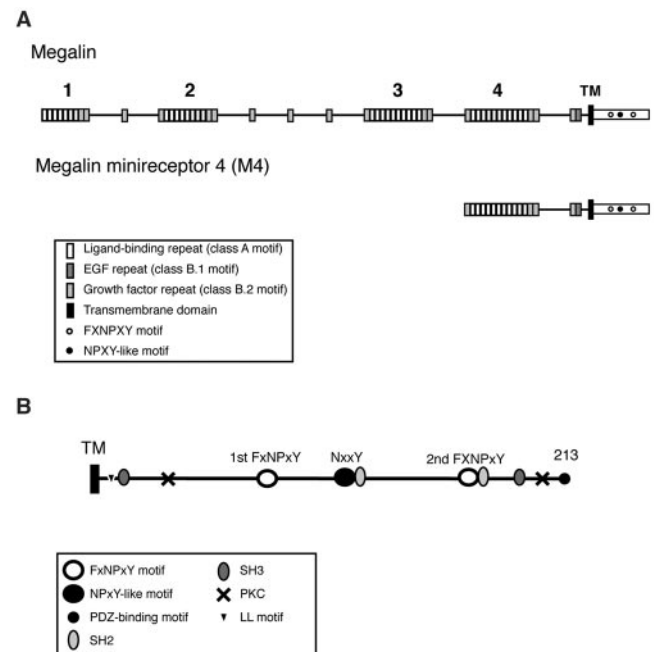 A
Megalin
1 2 3 4 TM
Megalin minireceptor 4 (M4)
Ligand-binding repeat (class A motif)
EGF repeat (class B.1 motif)
Growth factor repeat (class B.2 motif)
Transmembrane domain
FXNPXY motif
NPXY-like motif
B
TM 1st FxNPxY NxxY 2nd FXNPxY 213
FxNPxY motif
NPxY-like motif
PDZ-binding motif
SH2
SH3
PKC
LL motif